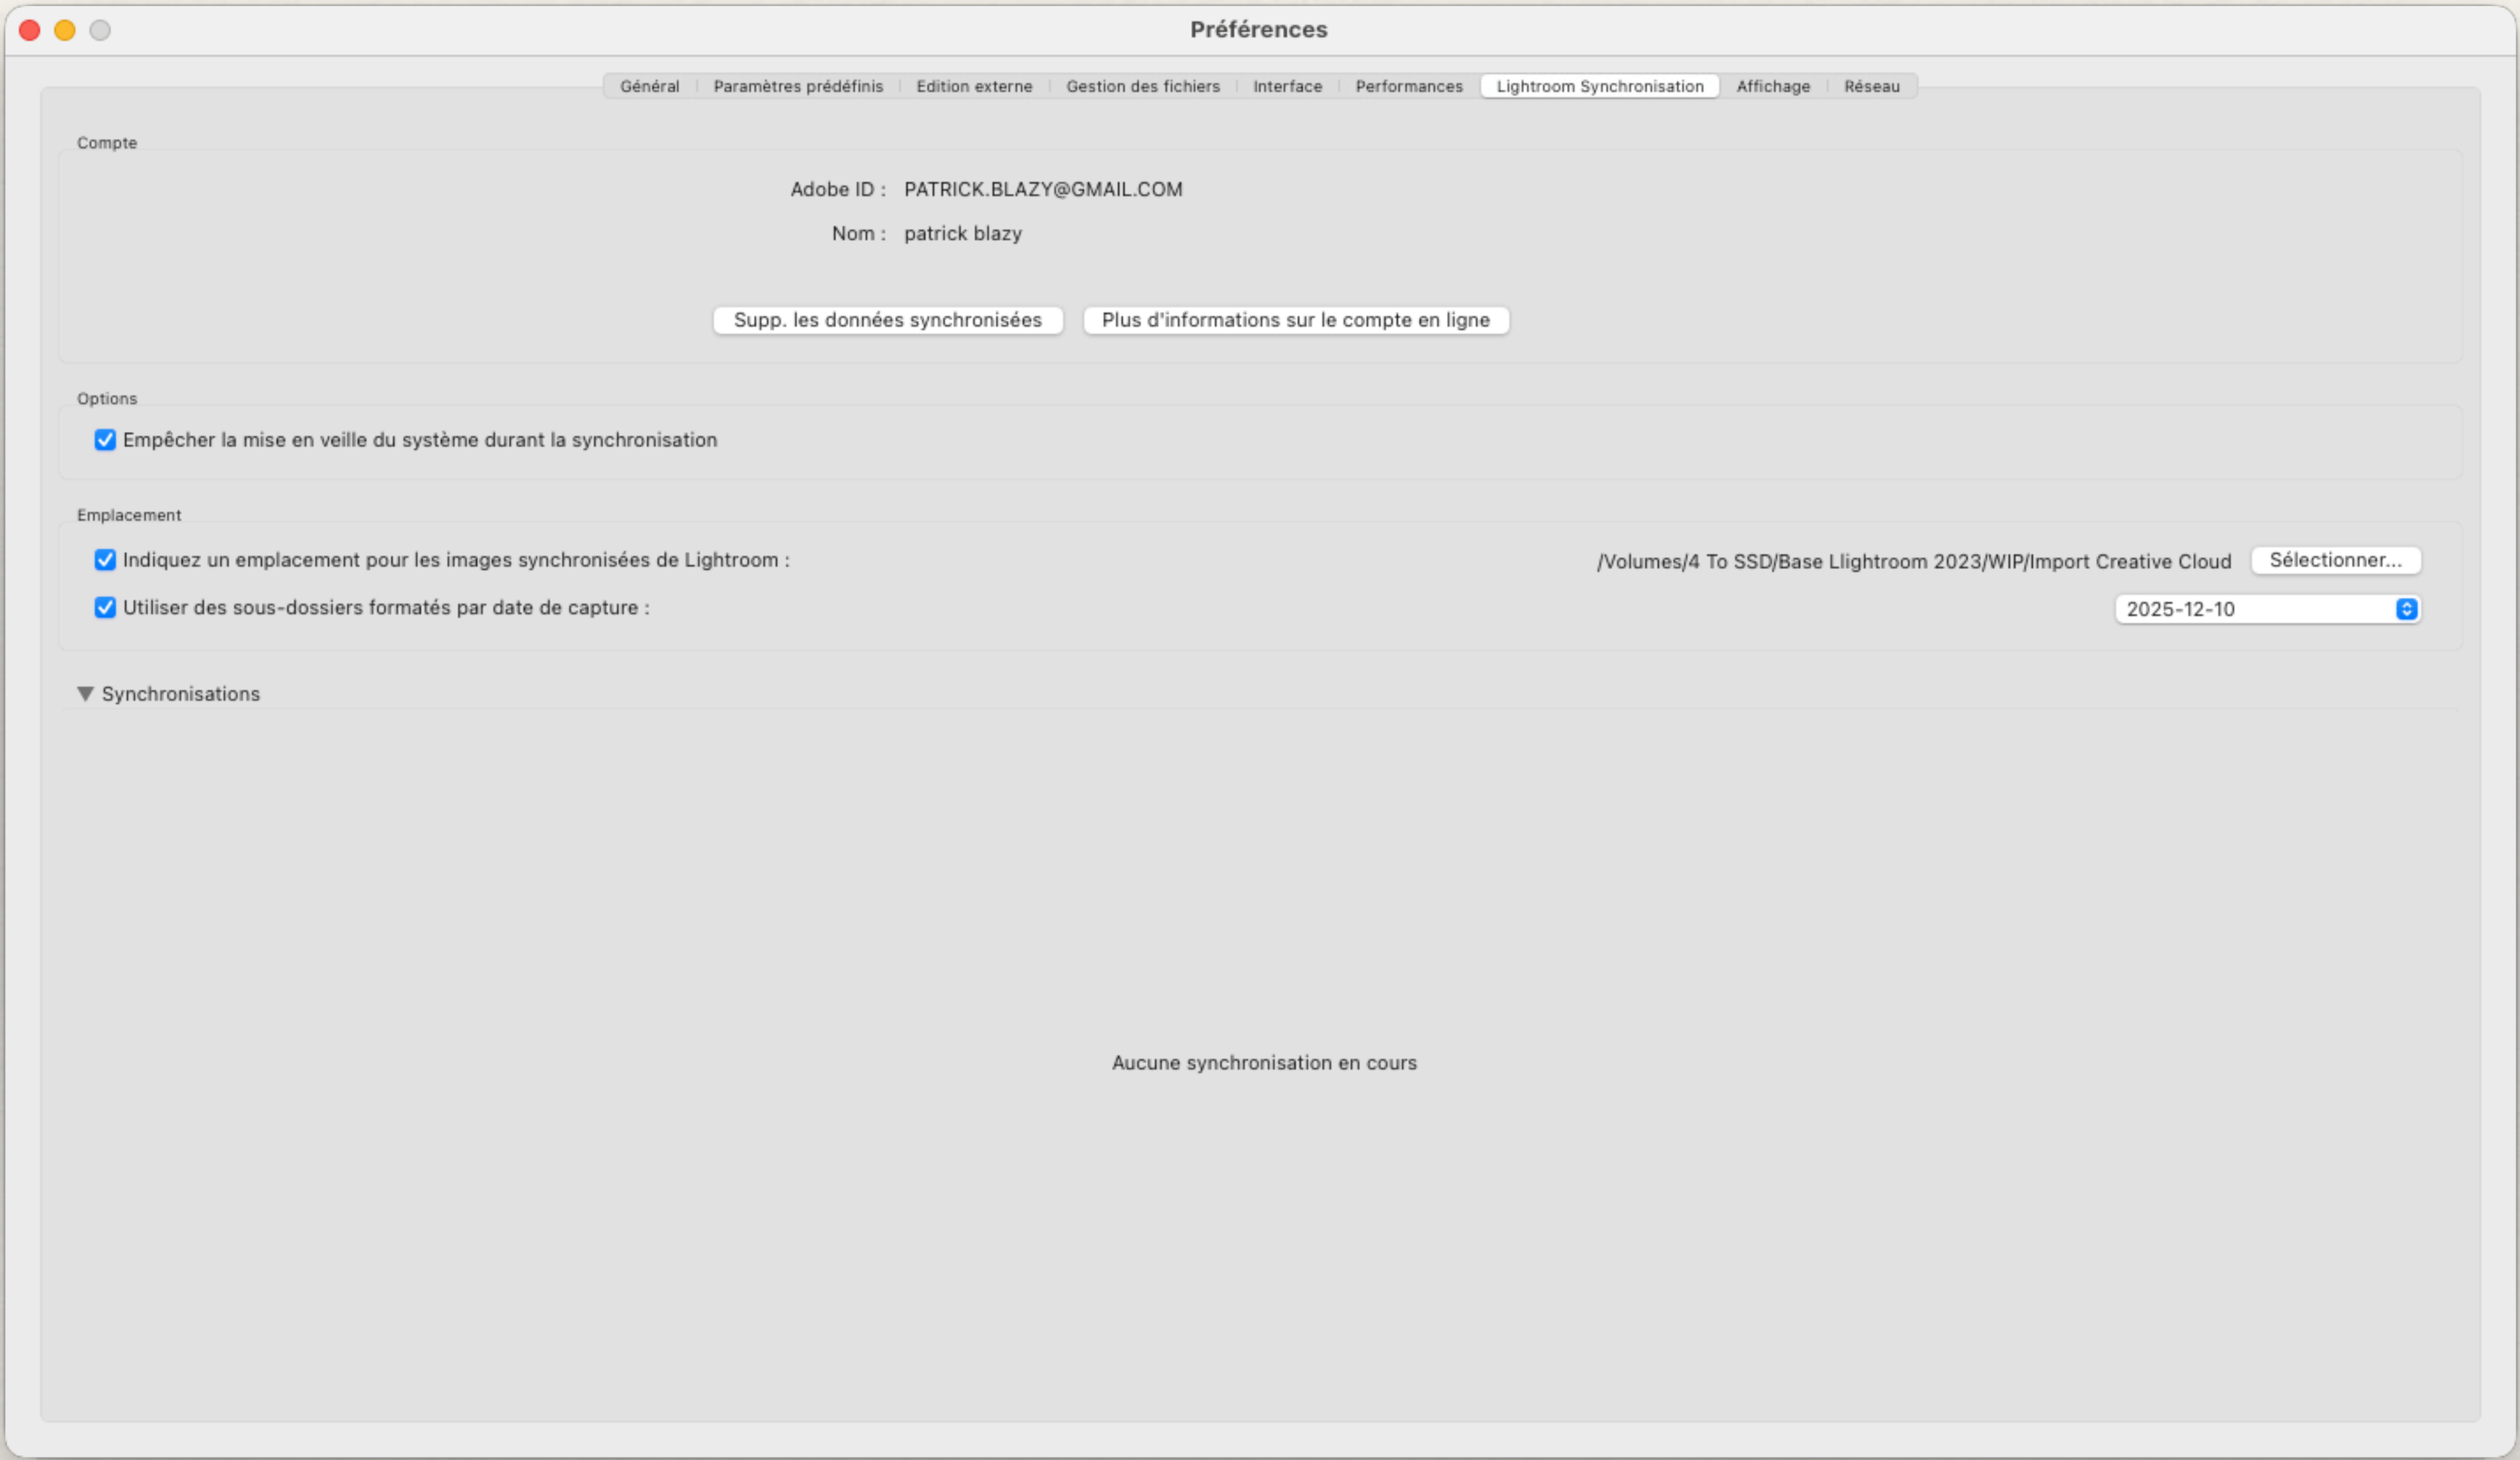 Préférences
Général Paramètres prédéfinis Edition externe Gestion des fichiers Interface Performances Lightroom Synchronisation Affichage Réseau
Compte
Adobe ID : PATRICK.BLAZY@GMAIL.COM
Nom : patrick blazy
Supp. les données synchronisées Plus d'informations sur le compte en ligne
Options
Empêcher la mise en veille du système durant la synchronisation
Emplacement
Indiquez un emplacement pour les images synchronisées de Lightroom : /Volumes/4 To SSD/Base Llightroom 2023/WIP/Import Creative Cloud Sélectionner...
Utiliser des sous-dossiers formatés par date de capture : 2025-12-10
Synchronisations
Aucune synchronisation en cours